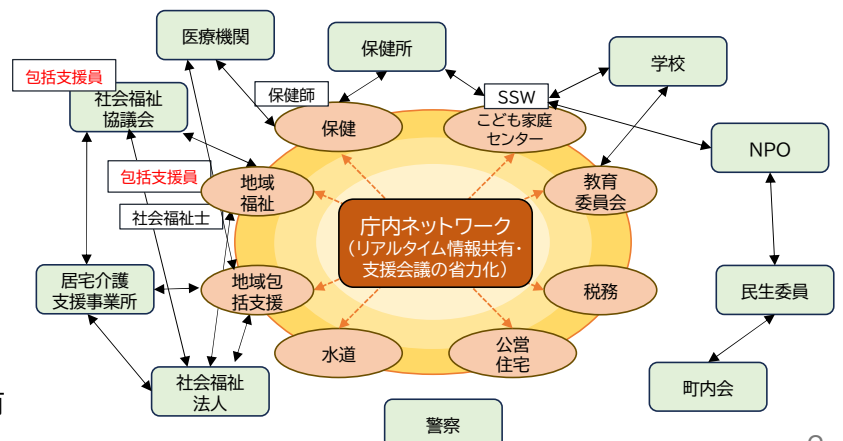 医療機関
保健所
学校
包括支援員
社会福祉
協議会
保健師
保健
SSW
こども家庭
センター
NPO
包括支援員
地域
福祉
教育
委員会
社会福祉士
庁内ネットワーク
(リアルタイム情報共有・
支援会議の省力化)
居宅介護
支援事業所
地域包
括支援
税務
民生委員
水道
公営
住宅
社会福祉
法人
町内会
警察